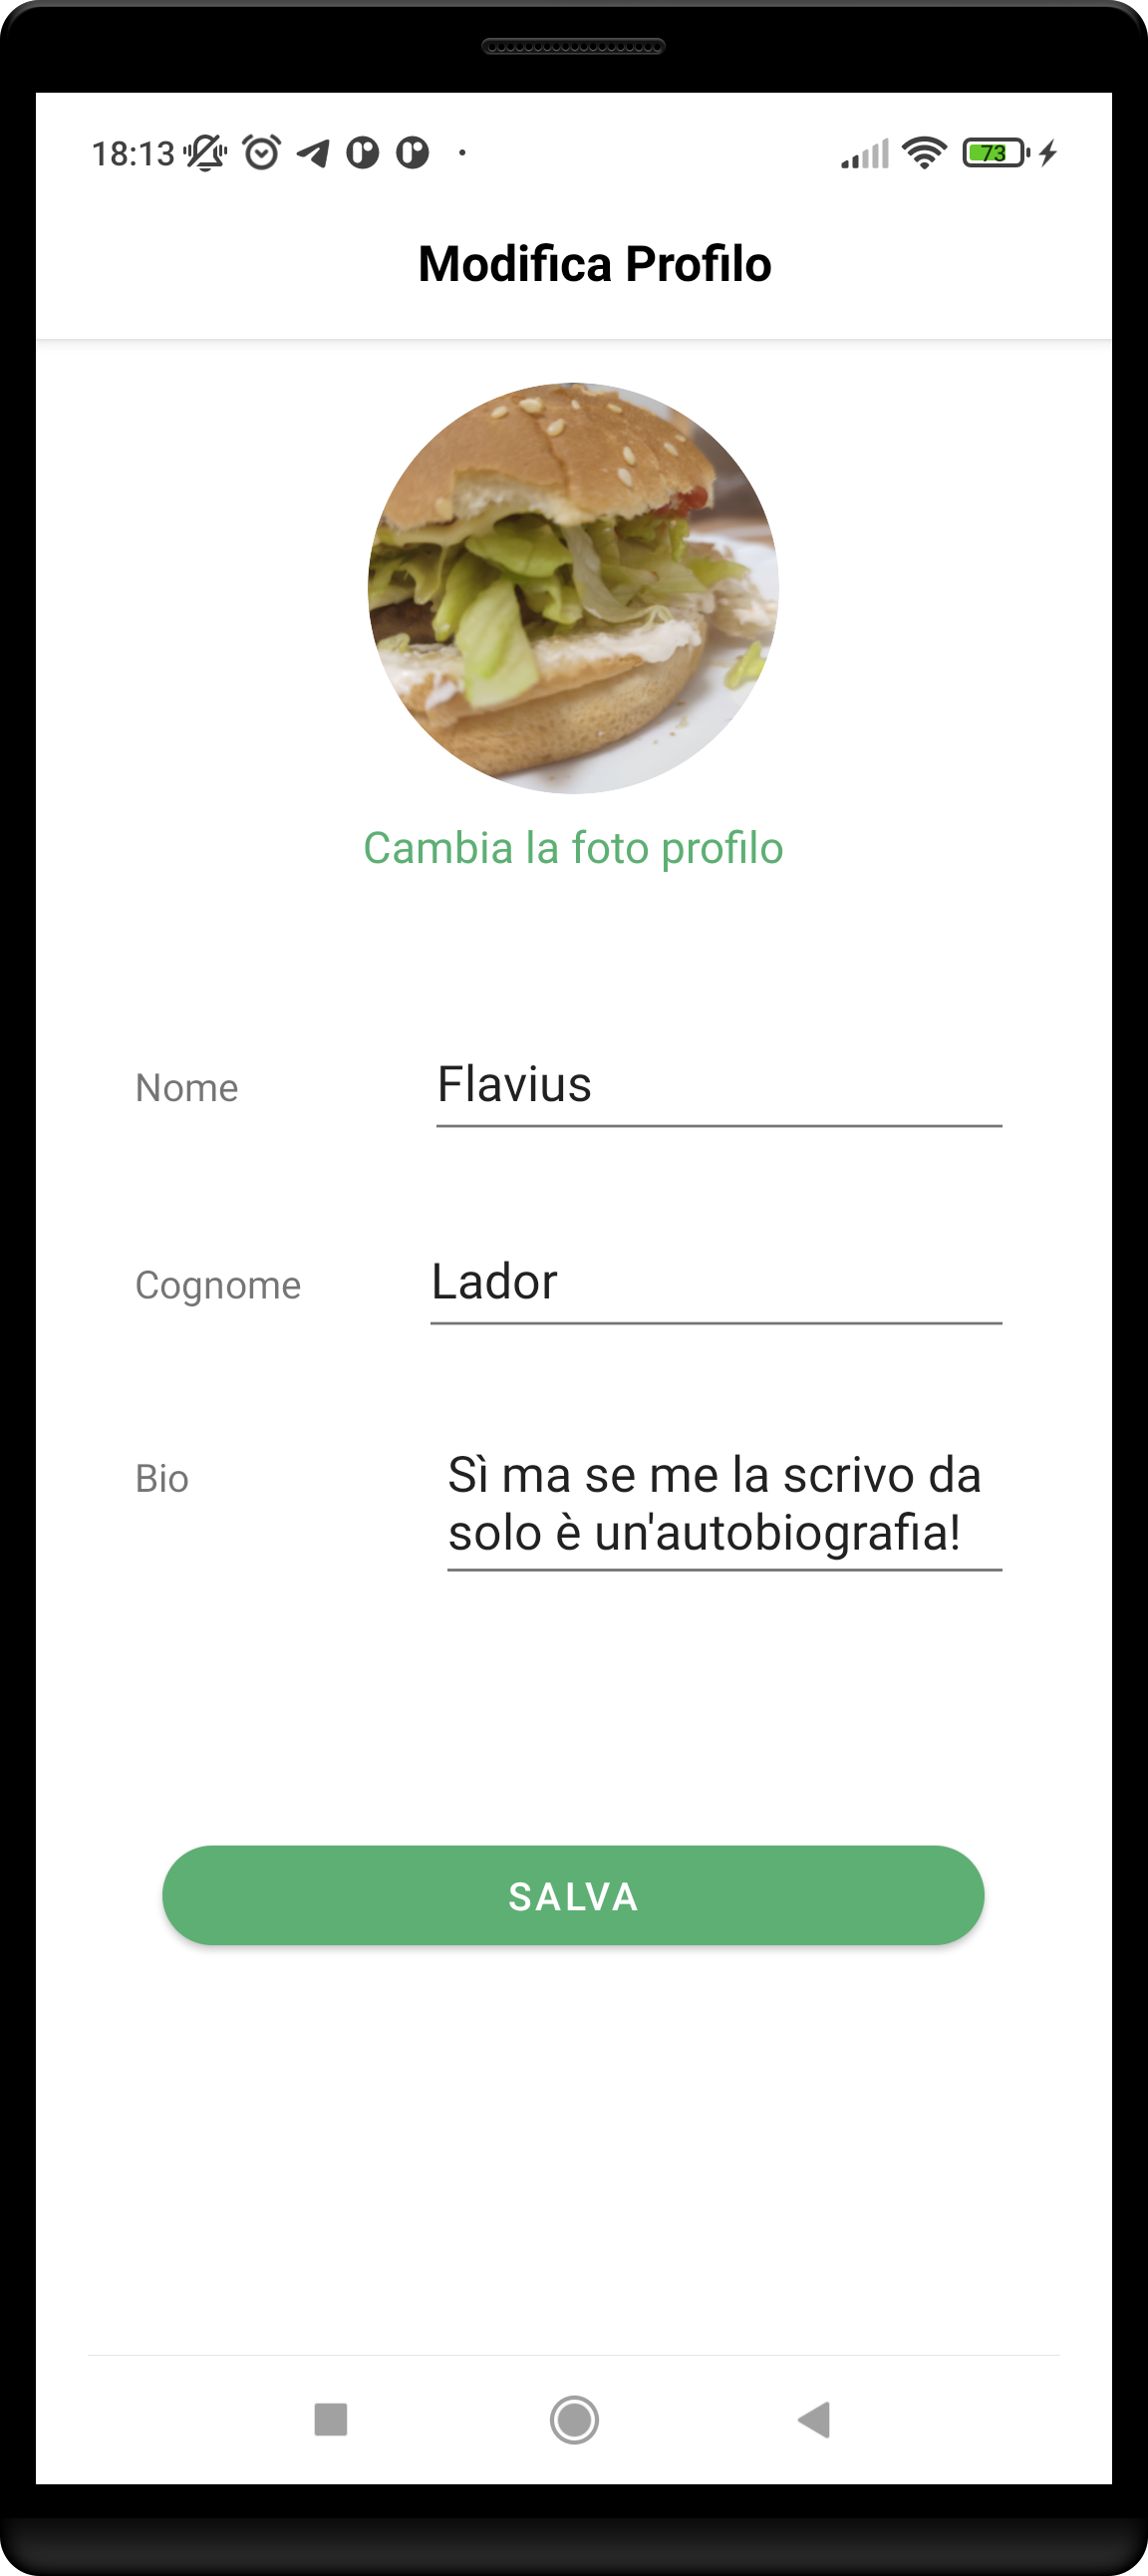 18:13
73
Modifica Profilo
Cambia la foto profilo
Nome
Flavius
Cognome
Lador
Bio
Sì ma se me la scrivo da
solo è un'autobiografia!
SALVA